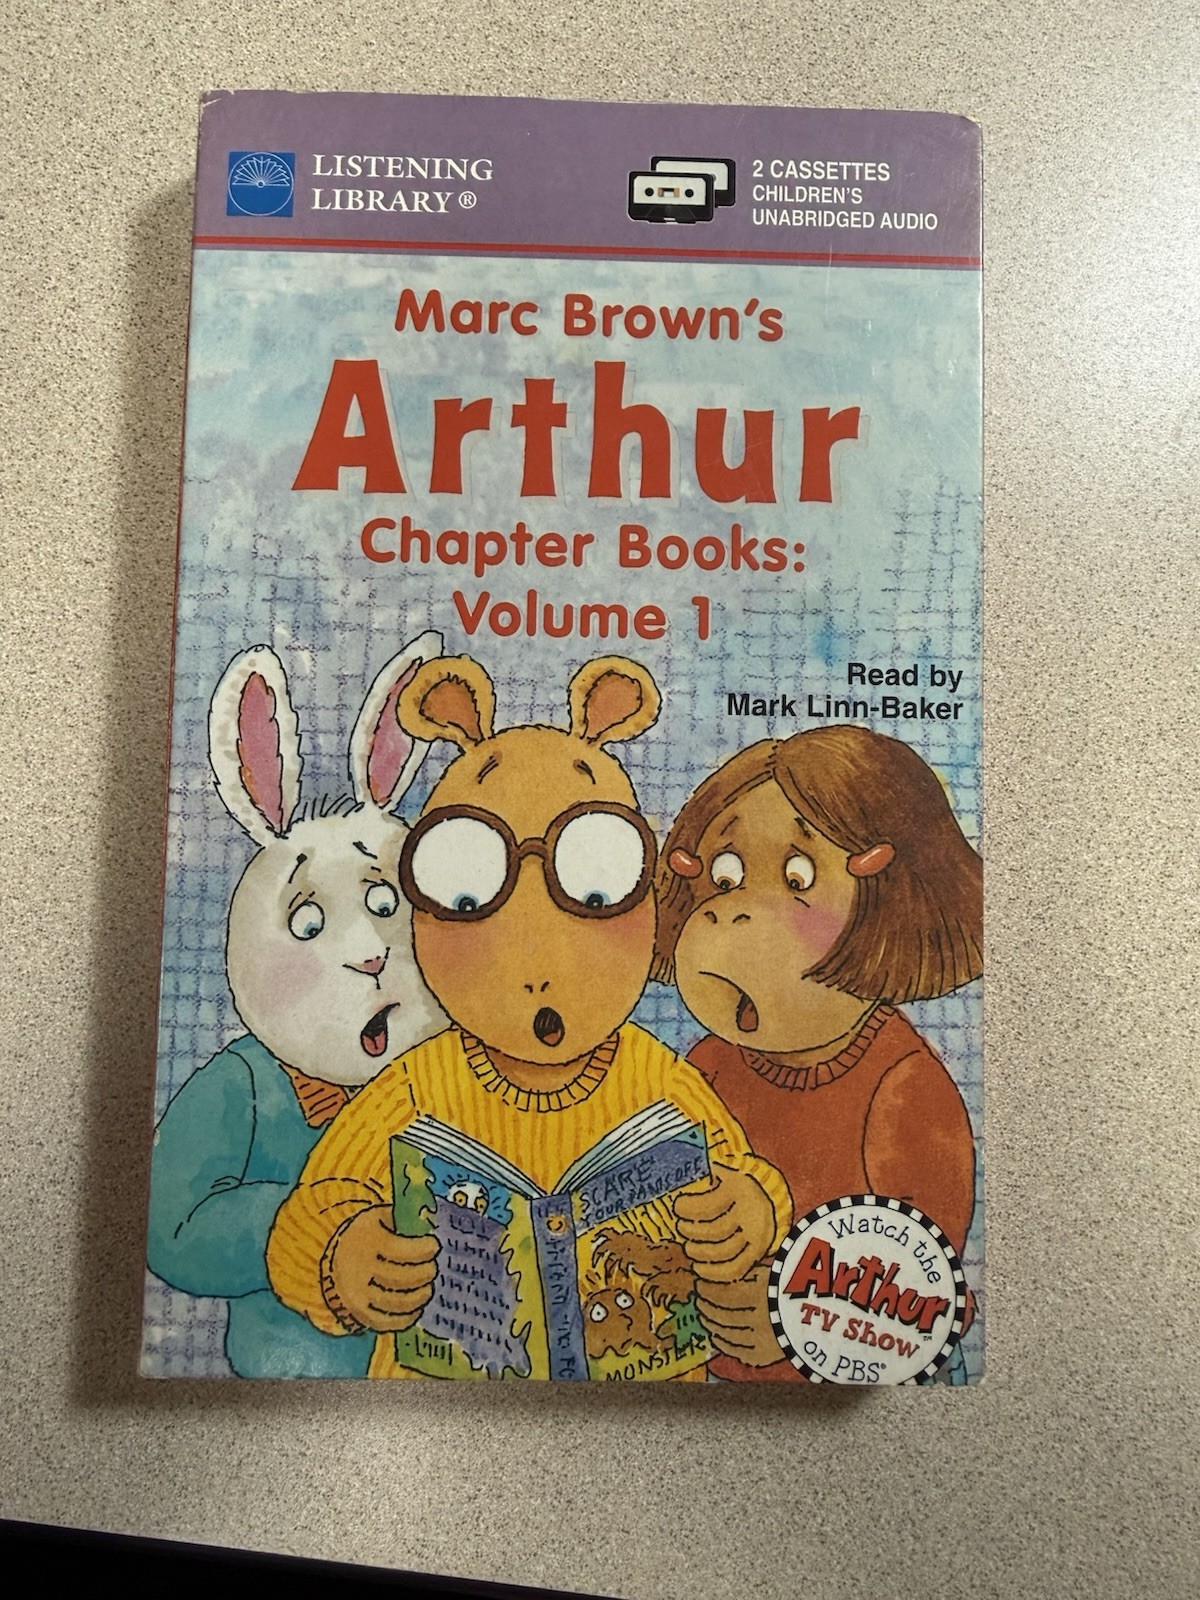 LISTENING
LIBRARY®
2 CASSETTES
CHILDREN'S
UNABRIDGED AUDIO
Marc Brown's
Arthur
Chapter Books:
Volume 1
Read by
Mark Linn-Baker
SCARE
YOUR PANTS OFF
MONSTER
Watch the
Arthur™
TV Show
on PBS®